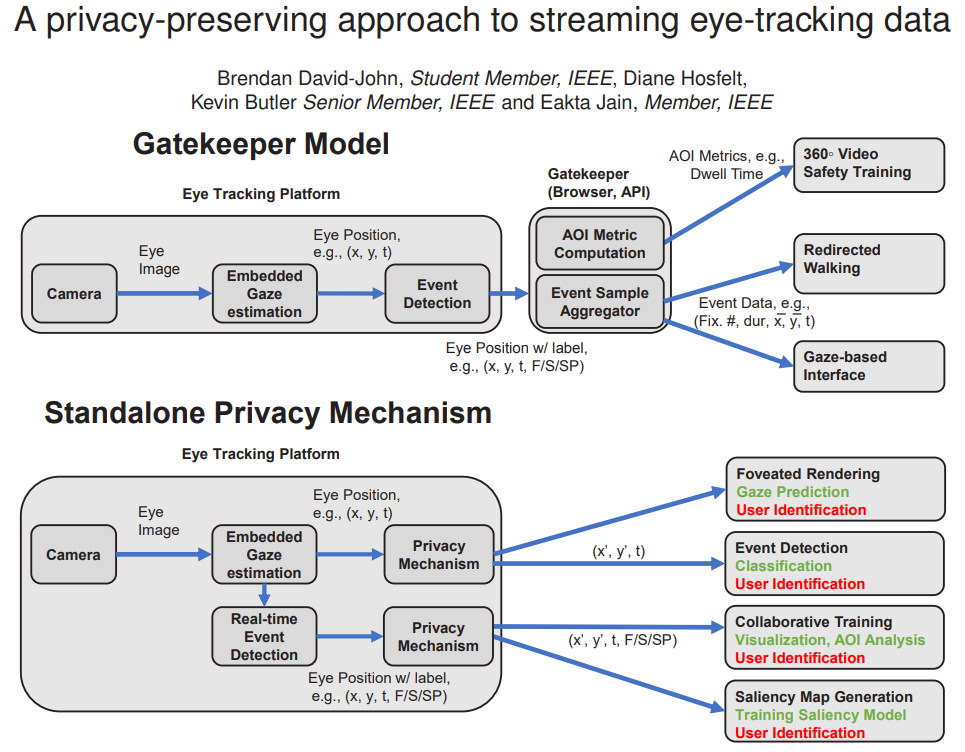 A privacy-preserving approach to streaming eye-tracking data
Brendan David-John, Student Member, IEEE, Diane Hosfelt,
Kevin Butler Senior Member, IEEE and Eakta Jain, Member, IEEE
Gatekeeper Model
Eye Tracking Platform
Camera
Eye
Image
Embedded
Gaze
estimation
Eye Position,
e.g., (x, y, t)
Event
Detection
Eye Position w/ label,
e.g., (x, y, t, F/S/SP)
Gatekeeper
(Browser, API)
AOI Metric
Computation
Event Sample
Aggregator
AOI Metrics, e.g.,
Dwell Time
Event Data, e.g.,
(Fix. #, dur, x̅, y̅, t)
360◦ Video
Safety Training
Redirected
Walking
Gaze-based
Interface
Standalone Privacy Mechanism
Eye Tracking Platform
Camera
Eye
Image
Embedded
Gaze
estimation
Eye Position,
e.g., (x, y, t)
Privacy
Mechanism
Real-time
Event
Detection
Eye Position w/ label,
e.g., (x, y, t, F/S/SP)
Privacy
Mechanism
(x’, y’, t)
(x’, y’, t, F/S/SP)
Foveated Rendering
Gaze Prediction
User Identification
Event Detection
Classification
User Identification
Collaborative Training
Visualization, AOI Analysis
User Identification
Saliency Map Generation
Training Saliency Model
User Identification